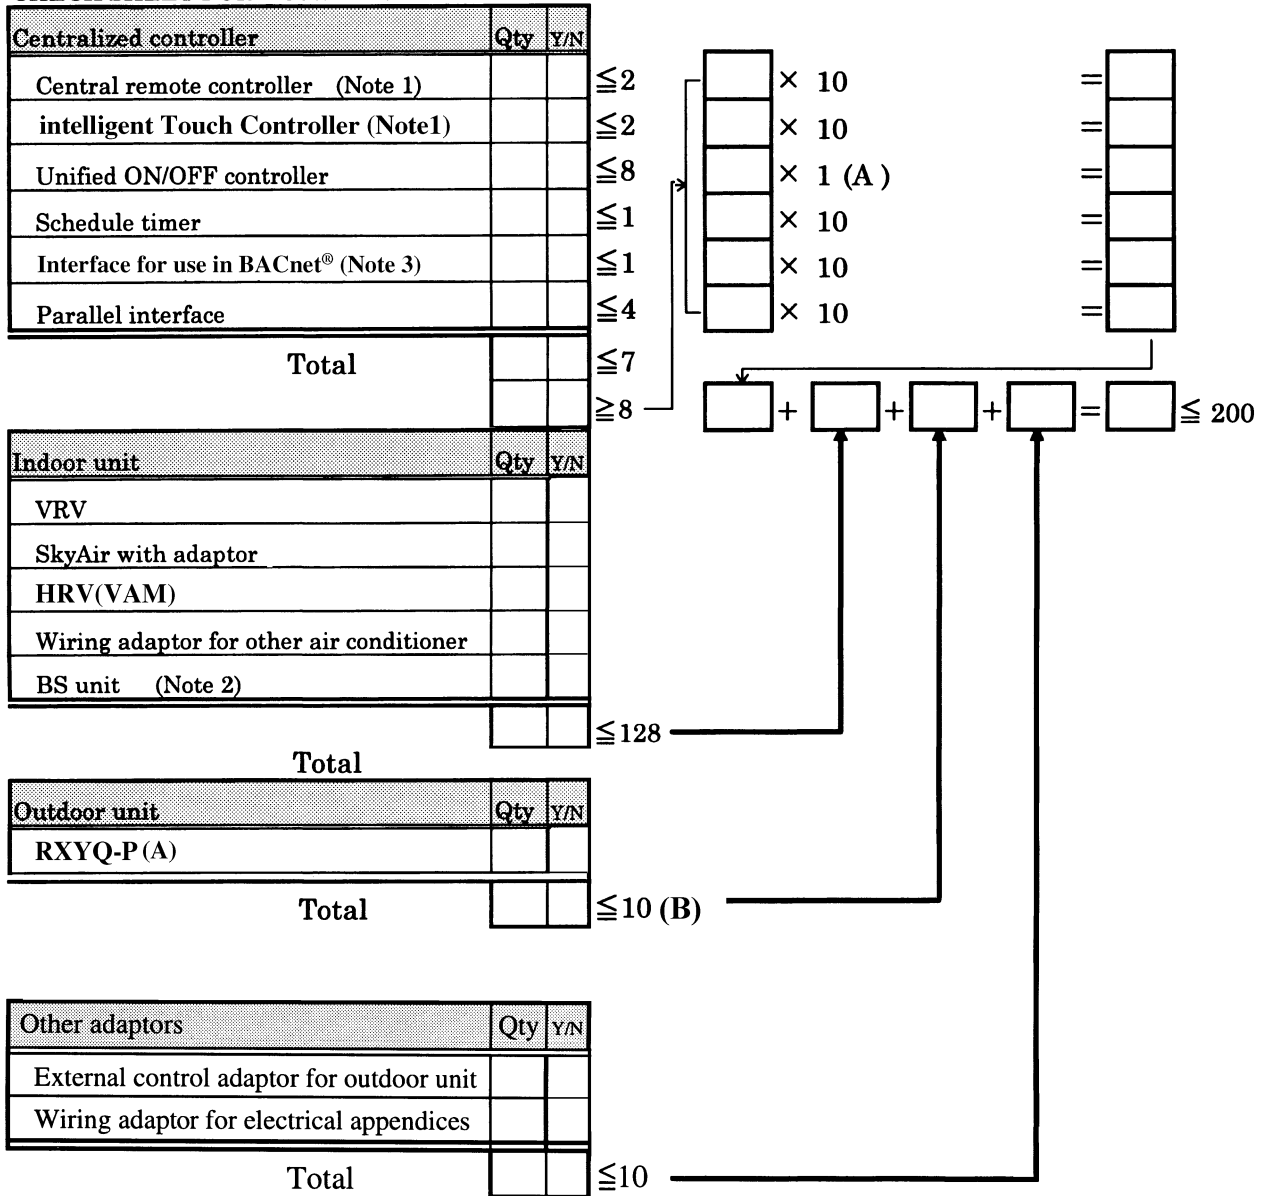 Centralized controller Qty Y/N
Central remote controller (Note 1) ≦2 × 10 =
intelligent Touch Controller (Note1) ≦2 × 10 =
Unified ON/OFF controller ≦8 × 1 (A ) =
Schedule timer ≦1 × 10 =
Interface for use in BACnet® (Note 3) ≦1 × 10 =
Parallel interface ≦4 × 10 =
Total ≦7
≧8 + + + = ≦ 200
Indoor unit Qty Y/N
VRV
SkyAir with adaptor
HRV(VAM)
Wiring adaptor for other air conditioner
BS unit (Note 2)
≦128
Total
Outdoor unit Qty Y/N
RXYQ-P (A)
Total ≦10 (B)
Other adaptors Qty Y/N
External control adaptor for outdoor unit
Wiring adaptor for electrical appendices
Total ≦10